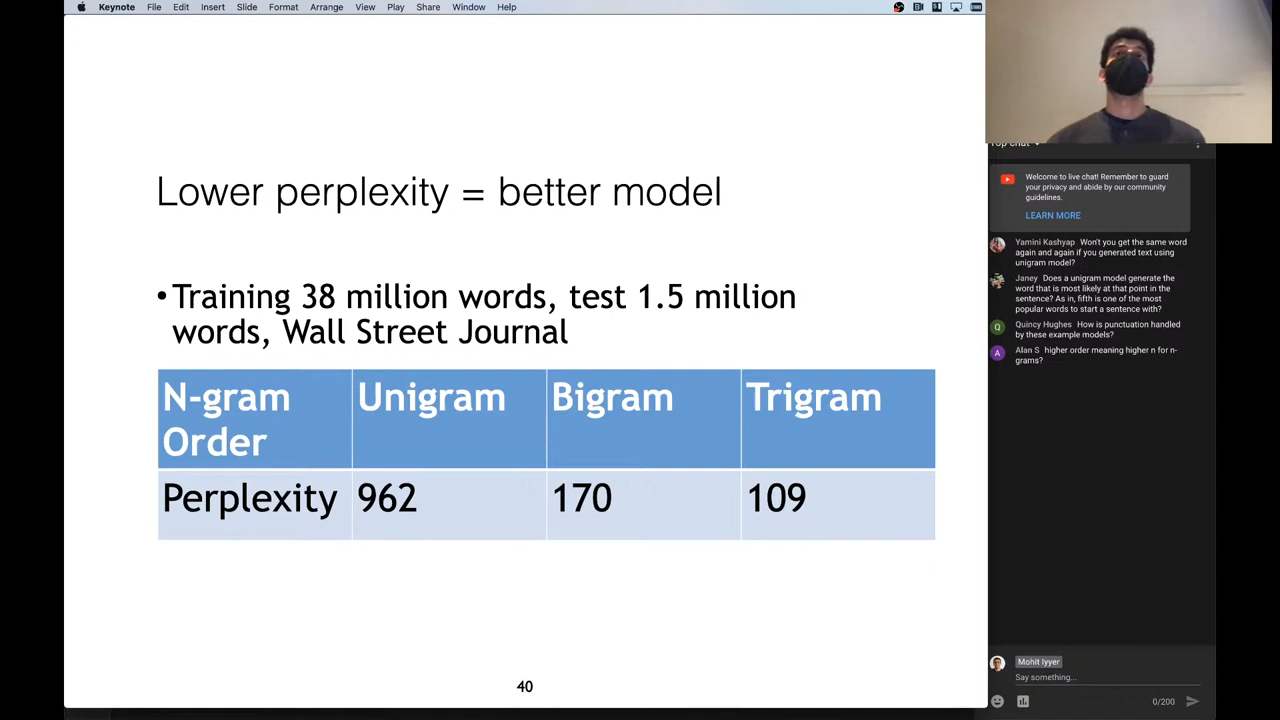 Keynote File Edit Insert Slide Format Arrange View Play Share Window Help
Lower perplexity = better model
•Training 38 million words, test 1.5 million
words, Wall Street Journal
N-gram
Order
Unigram
Bigram
Trigram
Perplexity
962
170
109
40
Top chat
Welcome to live chat! Remember to guard
your privacy and abide by our community
guidelines.
LEARN MORE
Yamini Kashyap Won't you get the same word
again and again if you generated text using
unigram model?
Janey Does a unigram model generate the
word that is most likely at that point in the
sentence? As in, fifth is one of the most
popular words to start a sentence with?
Q
Quincy Hughes How is punctuation handled
by these example models?
A
Alan S higher order meaning higher n for n-
grams?
Mohit Iyyer
Say something...
0/200